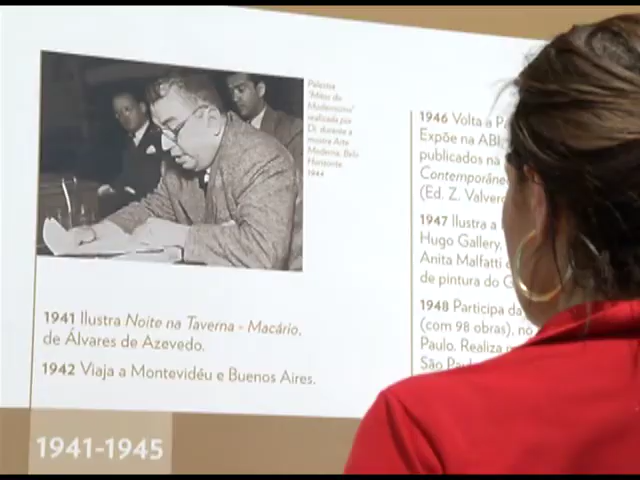 Palestra
"Mitos do
Modernismo"
realizada por
Di, durante a
mostra Arte
Moderna, Belo
Horizonte
1944
1941 Ilustra Noite na Taverna - Macário,
de Álvares de Azevedo.
1942 Viaja a Montevidéu e Buenos Aires.
1941-1945
1946 Volta a
Expõe na ABI,
publicados na
Contemporâne
(Ed. Z. Valver
1947 Ilustra a
Hugo Gallery,
Anita Malfatti
de pintura do
1948 Participa da
(com 98 obras), no
Paulo. Realiza
São